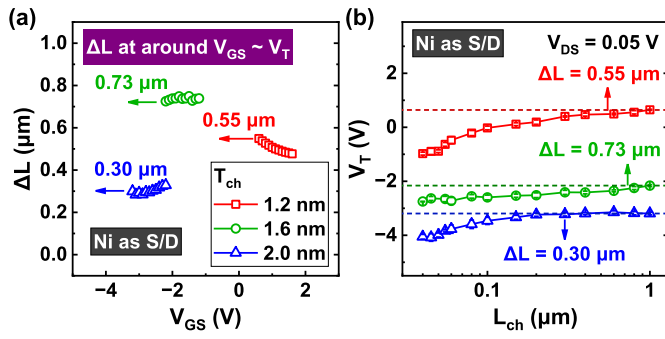 (a)
ΔL at around V_GS ~ V_T
0.73 μm
0.55 μm
0.30 μm
T_ch
1.2 nm
1.6 nm
2.0 nm
Ni as S/D
1.0
0.8
0.6
0.4
0.2
0.0
ΔL (μm)
−4
−2
0
2
V_GS (V)
(b)
Ni as S/D
V_DS = 0.05 V
ΔL = 0.55 μm
ΔL = 0.73 μm
ΔL = 0.30 μm
2
0
−2
−4
V_T (V)
0.1
1
L_ch (μm)